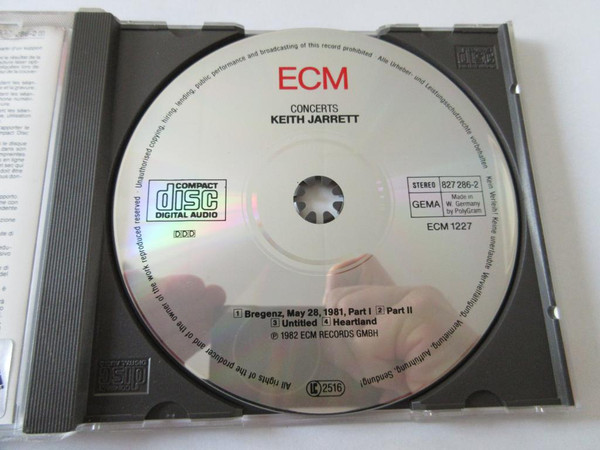 ECM
CONCERTS
KEITH JARRETT
COMPACT
disc
DIGITAL AUDIO
DDD
STEREO 827 286-2
GEMA Made in W. Germany by PolyGram
ECM 1227
1 Bregenz, May 28, 1981, Part I 2 Part II
3 Untitled 4 Heartland
℗ 1982 ECM RECORDS GMBH
LC 2516
All rights of the producer and of the owner of the work reproduced reserved · Unauthorised copying, hiring, lending, public performance and broadcasting of this record prohibited · Alle Urheber- und Leistungsschutzrechte vorbehalten · Kein Verleih! Keine unerlaubte Vervielfältigung, Vermietung, Aufführung, Sendung!
disc